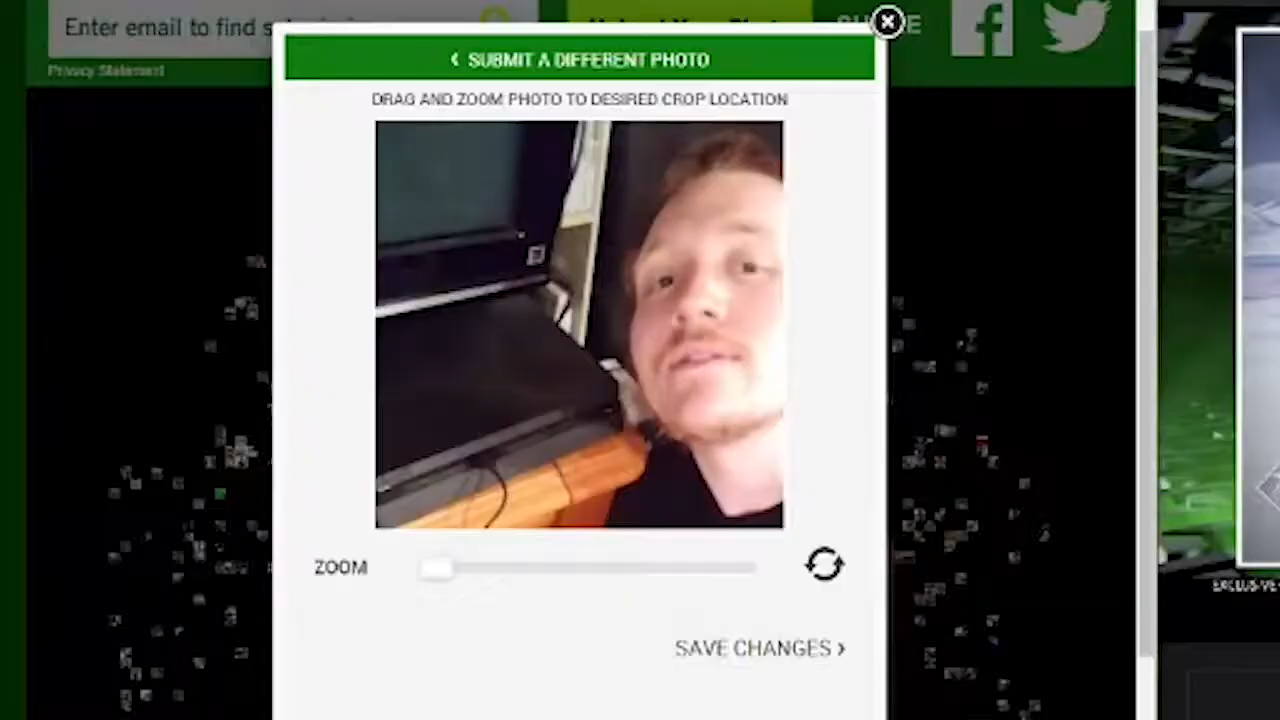 Enter email to find s
Privacy Statement
SUBMIT A DIFFERENT PHOTO
DRAG AND ZOOM PHOTO TO DESIRED CROP LOCATION
ZOOM
SAVE CHANGES